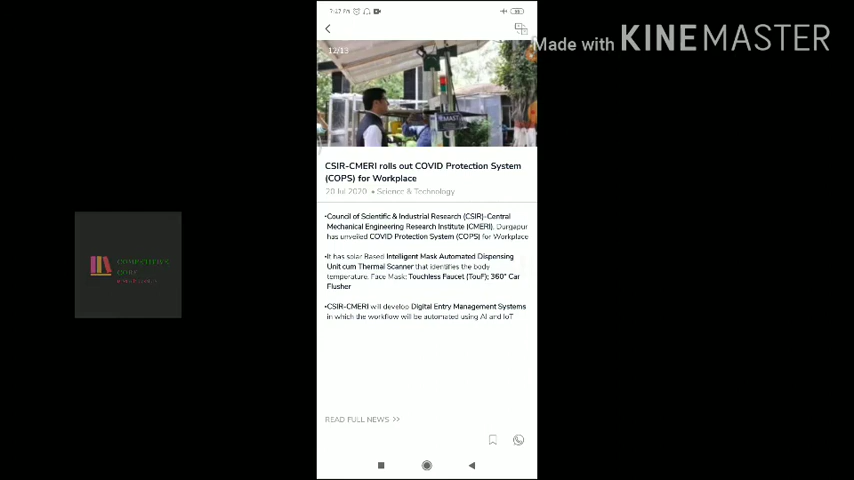 12/13
MAST
Made with KINEMASTER
CSIR-CMERI rolls out COVID Protection System
(COPS) for Workplace
20 Jul 2020 • Science & Technology
•Council of Scientific & Industrial Research (CSIR)-Central
Mechanical Engineering Research Institute (CMERI), Durgapur
has unveiled COVID Protection System (COPS) for Workplace
•It has solar Based Intelligent Mask Automated Dispensing
Unit cum Thermal Scanner that identifies the body
temperature, Face Mask; Touchless Faucet (TouF); 360° Car
Flusher
•CSIR-CMERI will develop Digital Entry Management Systems
in which the workflow will be automated using AI and IoT
READ FULL NEWS >>